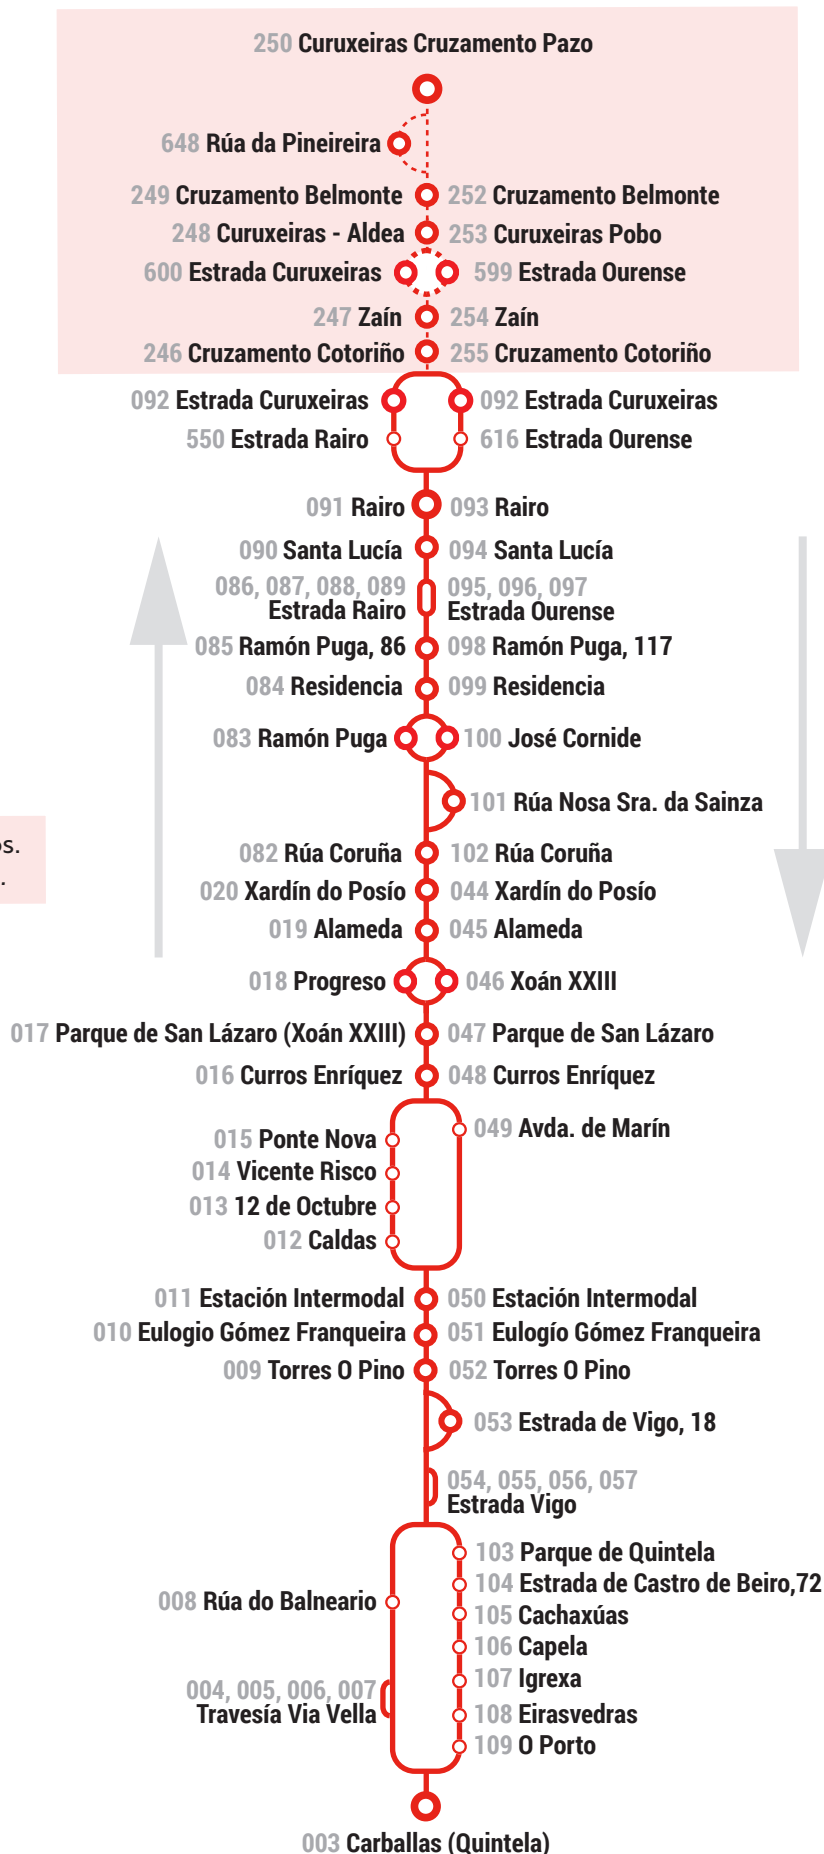 250 Curuxeiras Cruzamento Pazo
648 Rúa da Pineireira
249 Cruzamento Belmonte 252 Cruzamento Belmonte
248 Curuxeiras - Aldea 253 Curuxeiras Pobo
600 Estrada Curuxeiras 599 Estrada Ourense
247 Zaín 254 Zaín
246 Cruzamento Cotoriño 255 Cruzamento Cotoriño
092 Estrada Curuxeiras 092 Estrada Curuxeiras
550 Estrada Rairo 616 Estrada Ourense
091 Rairo 093 Rairo
090 Santa Lucía 094 Santa Lucía
086, 087, 088, 089 095, 096, 097
Estrada Rairo Estrada Ourense
085 Ramón Puga, 86 098 Ramón Puga, 117
084 Residencia 099 Residencia
083 Ramón Puga 100 José Cornide
101 Rúa Nosa Sra. da Sainza
os.
.
082 Rúa Coruña 102 Rúa Coruña
020 Xardín do Posío 044 Xardín do Posío
019 Alameda 045 Alameda
018 Progreso 046 Xoán XXIII
017 Parque de San Lázaro (Xoán XXIII) 047 Parque de San Lázaro
016 Curros Enríquez 048 Curros Enríquez
049 Avda. de Marín
015 Ponte Nova
014 Vicente Risco
013 12 de Octubre
012 Caldas
011 Estación Intermodal 050 Estación Intermodal
010 Eulogio Gómez Franqueira 051 Eulogío Gómez Franqueira
009 Torres O Pino 052 Torres O Pino
053 Estrada de Vigo, 18
054, 055, 056, 057
Estrada Vigo
103 Parque de Quintela
104 Estrada de Castro de Beiro,72
008 Rúa do Balneario
105 Cachaxúas
106 Capela
107 Igrexa
004, 005, 006, 007
Travesía Via Vella
108 Eirasvedras
109 O Porto
003 Carballas (Quintela)